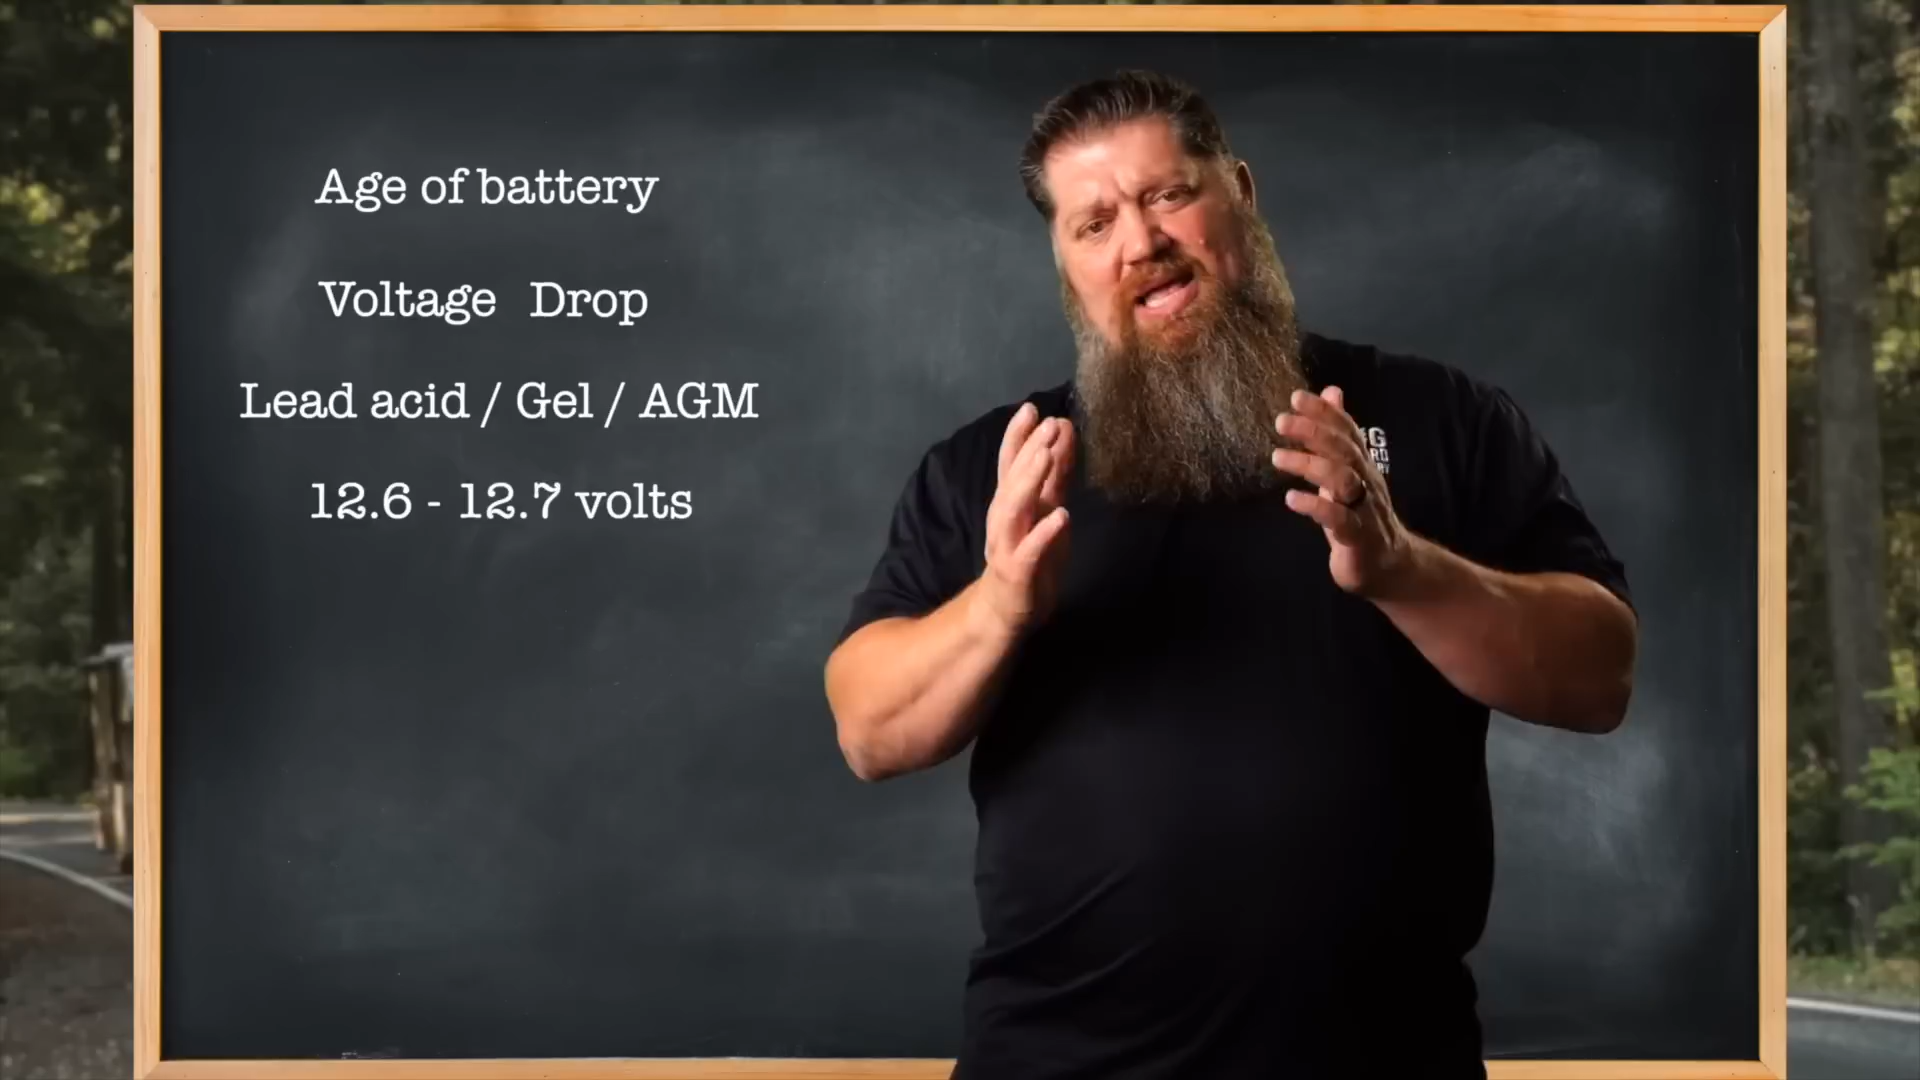 Age of battery
Voltage Drop
Lead acid / Gel / AGM
12.6 - 12.7 volts